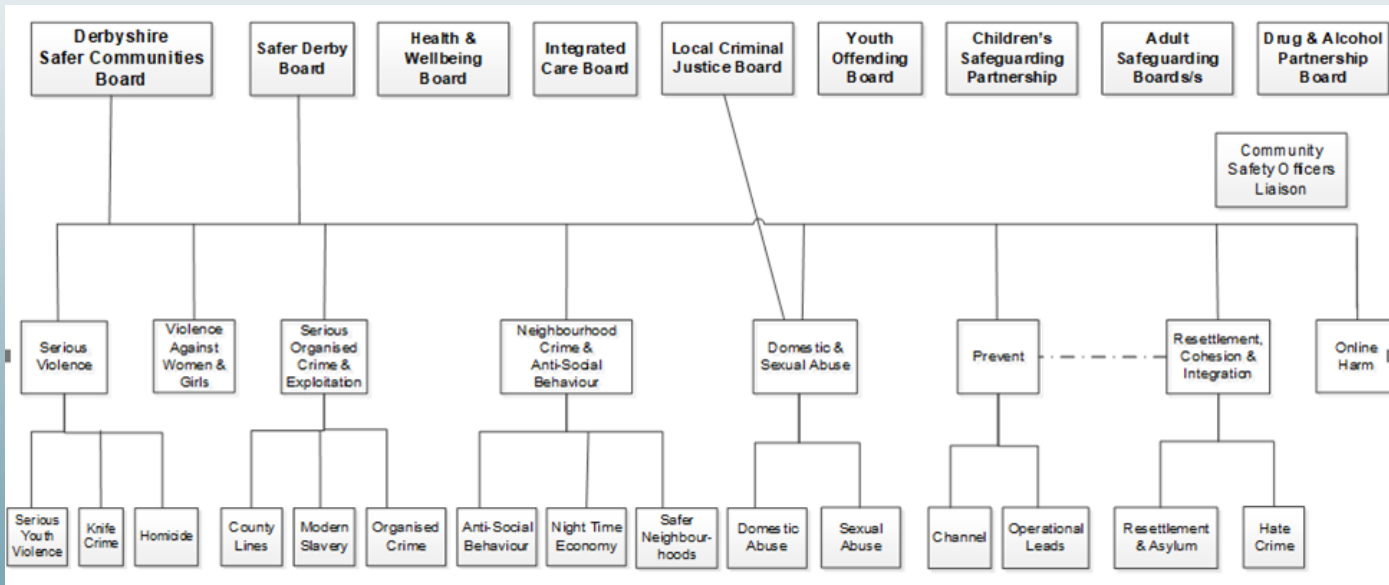 Derbyshire
Safer Communities
Board
Safer Derby
Board
Health &
Wellbeing
Board
Integrated
Care Board
Local Criminal
Justice Board
Youth
Offending
Board
Children's
Safeguarding
Partnership
Adult
Safeguarding
Boards/s
Drug & Alcohol
Partnership
Board
Community
Safety Officers
Liaison
Serious
Violence
Violence
Against
Women &
Girls
Serious
Organised
Crime &
Exploitation
Neighbourhood
Crime &
Anti-Social
Behaviour
Domestic &
Sexual Abuse
Prevent
Resettlement,
Cohesion &
Integration
Online
Harm
Serious
Youth
Violence
Knife
Crime
Homicide
County
Lines
Modern
Slavery
Organised
Crime
Anti-Social
Behaviour
Night Time
Economy
Safer
Neighbour-
hoods
Domestic
Abuse
Sexual
Abuse
Channel
Operational
Leads
Resettlement
& Asylum
Hate
Crime